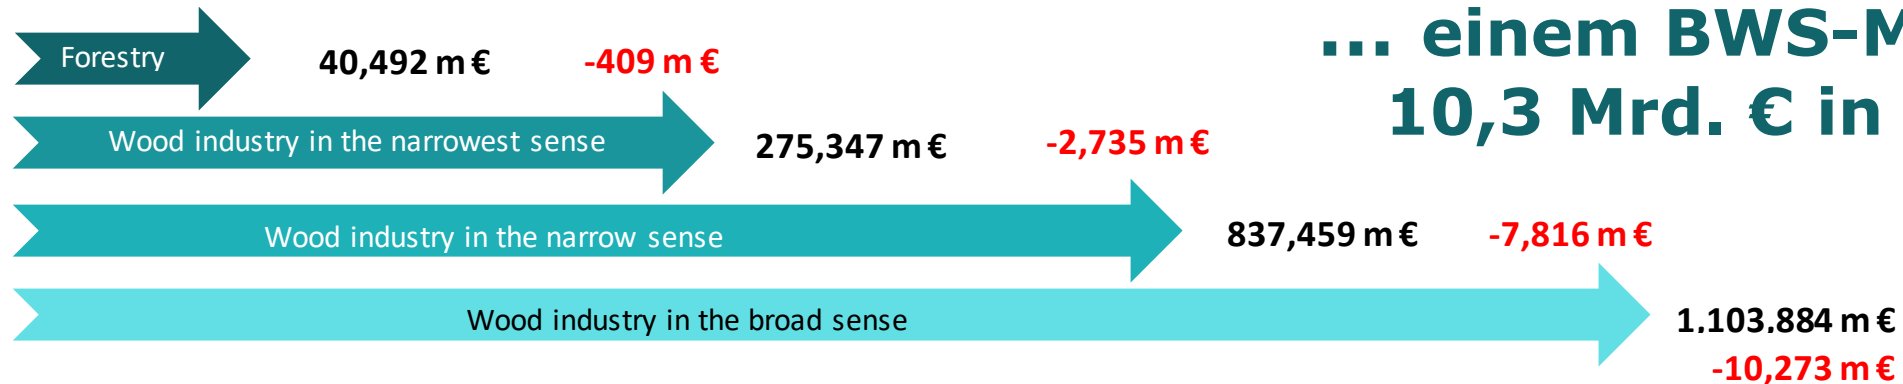 ... einem BWS-M
10,3 Mrd. € in
Forestry 40,492 m € -409 m €
Wood industry in the narrowest sense 275,347 m € -2,735 m €
Wood industry in the narrow sense 837,459 m € -7,816 m €
Wood industry in the broad sense 1,103,884 m €
-10,273 m €